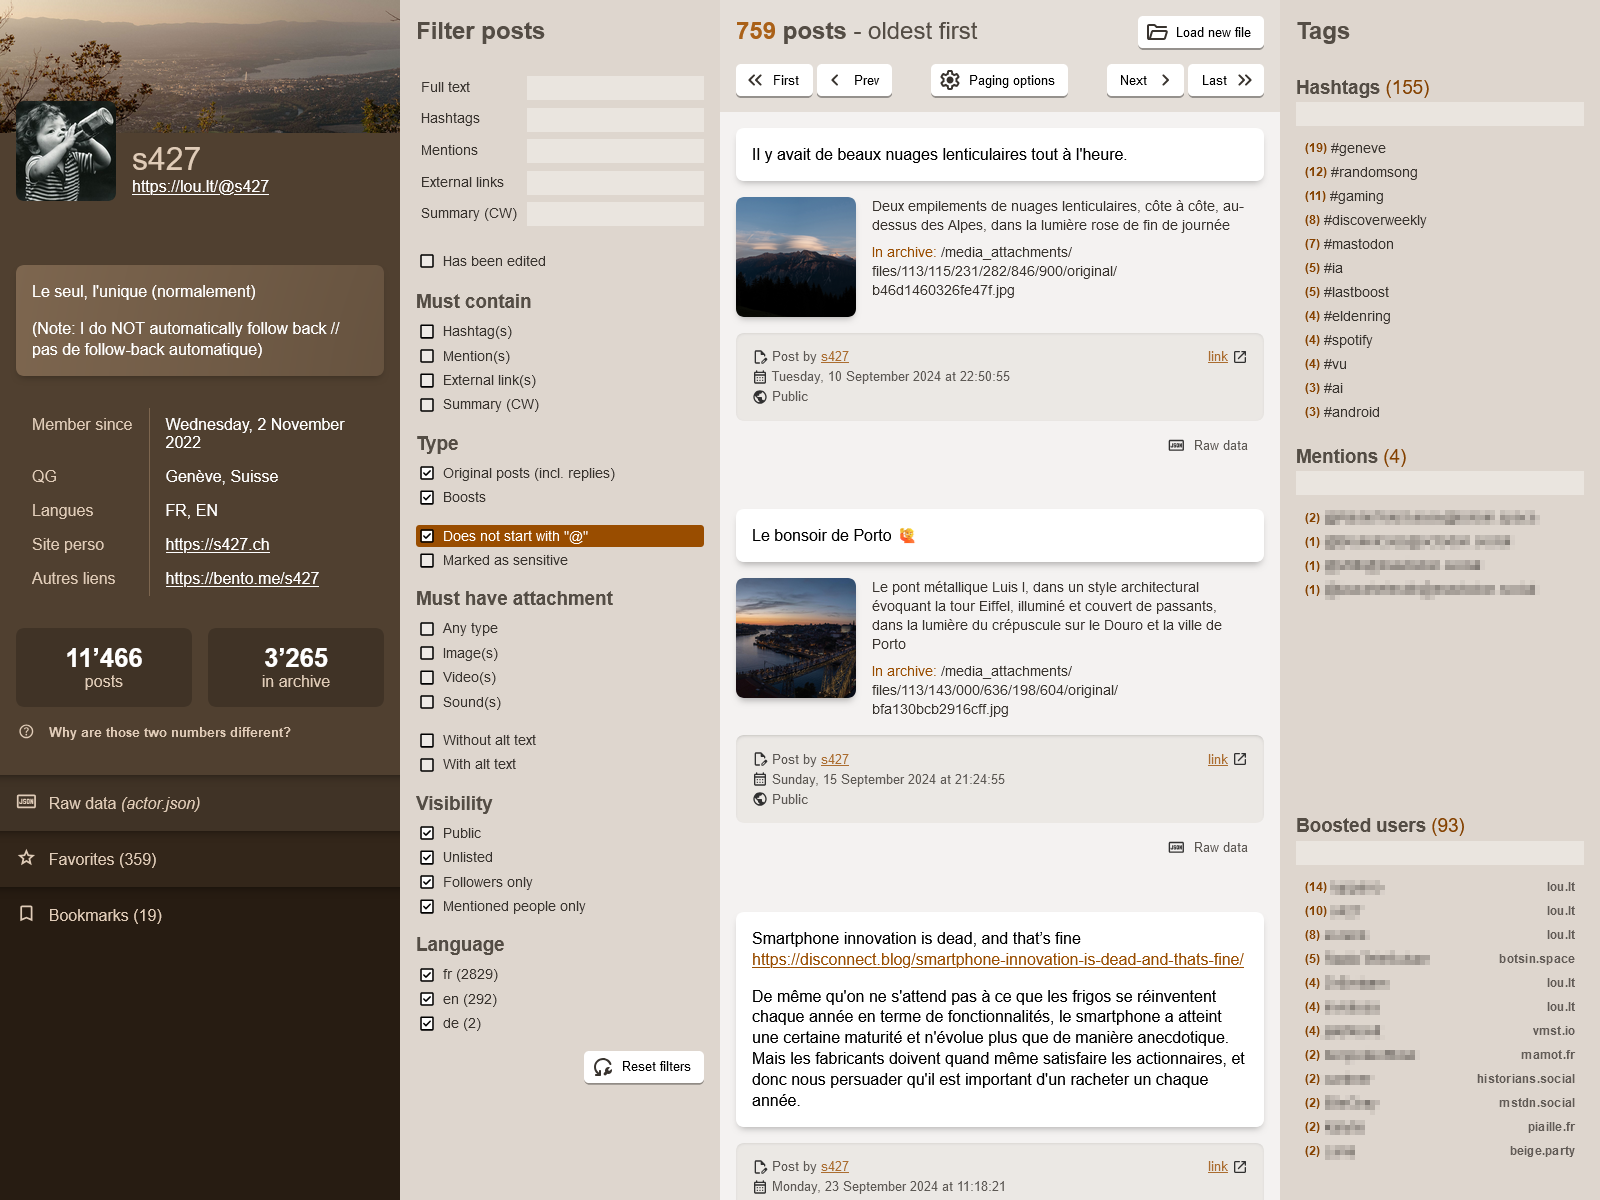 s427
https://lou.lt/@s427
Le seul, l'unique (normalement)
(Note: I do NOT automatically follow back //
pas de follow-back automatique)
Member since Wednesday, 2 November
2022
QG Genève, Suisse
Langues FR, EN
Site perso https://s427.ch
Autres liens https://bento.me/s427
11’466
posts
3’265
in archive
Why are those two numbers different?
Raw data (actor.json)
Favorites (359)
Bookmarks (19)
Filter posts
Full text
Hashtags
Mentions
External links
Summary (CW)
Has been edited
Must contain
Hashtag(s)
Mention(s)
External link(s)
Summary (CW)
Type
Original posts (incl. replies)
Boosts
Does not start with "@"
Marked as sensitive
Must have attachment
Any type
Image(s)
Video(s)
Sound(s)
Without alt text
With alt text
Visibility
Public
Unlisted
Followers only
Mentioned people only
Language
fr (2829)
en (292)
de (2)
Reset filters
759 posts - oldest first
Load new file
First
Prev
Paging options
Next
Last
Il y avait de beaux nuages lenticulaires tout à l'heure.
Deux empilements de nuages lenticulaires, côte à côte, au-
dessus des Alpes, dans la lumière rose de fin de journée
In archive: /media_attachments/
files/113/115/231/282/846/900/original/
b46d1460326fe47f.jpg
Post by s427 link
Tuesday, 10 September 2024 at 22:50:55
Public
JSON Raw data
Le bonsoir de Porto
Le pont métallique Luis I, dans un style architectural
évoquant la tour Eiffel, illuminé et couvert de passants,
dans la lumière du crépuscule sur le Douro et la ville de
Porto
In archive: /media_attachments/
files/113/143/000/636/198/604/original/
bfa130bcb2916cff.jpg
Post by s427 link
Sunday, 15 September 2024 at 21:24:55
Public
JSON Raw data
Smartphone innovation is dead, and that’s fine
https://disconnect.blog/smartphone-innovation-is-dead-and-thats-fine/
De même qu'on ne s'attend pas à ce que les frigos se réinventent
chaque année en terme de fonctionnalités, le smartphone a atteint
une certaine maturité et n'évolue plus que de manière anecdotique.
Mais les fabricants doivent quand même satisfaire les actionnaires, et
donc nous persuader qu'il est important d'un racheter un chaque
année.
Post by s427 link
Monday, 23 September 2024 at 11:18:21
Tags
Hashtags (155)
(19) #geneve
(12) #randomsong
(11) #gaming
(8) #discoverweekly
(7) #mastodon
(5) #ia
(5) #lastboost
(4) #eldenring
(4) #spotify
(4) #vu
(3) #ai
(3) #android
Mentions (4)
(2)
(1)
(1)
(1)
Boosted users (93)
(14) lou.lt
(10) lou.lt
(8) lou.lt
(5) botsin.space
(4) lou.lt
(4) lou.lt
(4) vmst.io
(2) mamot.fr
(2) historians.social
(2) mstdn.social
(2) piaille.fr
(2) beige.party